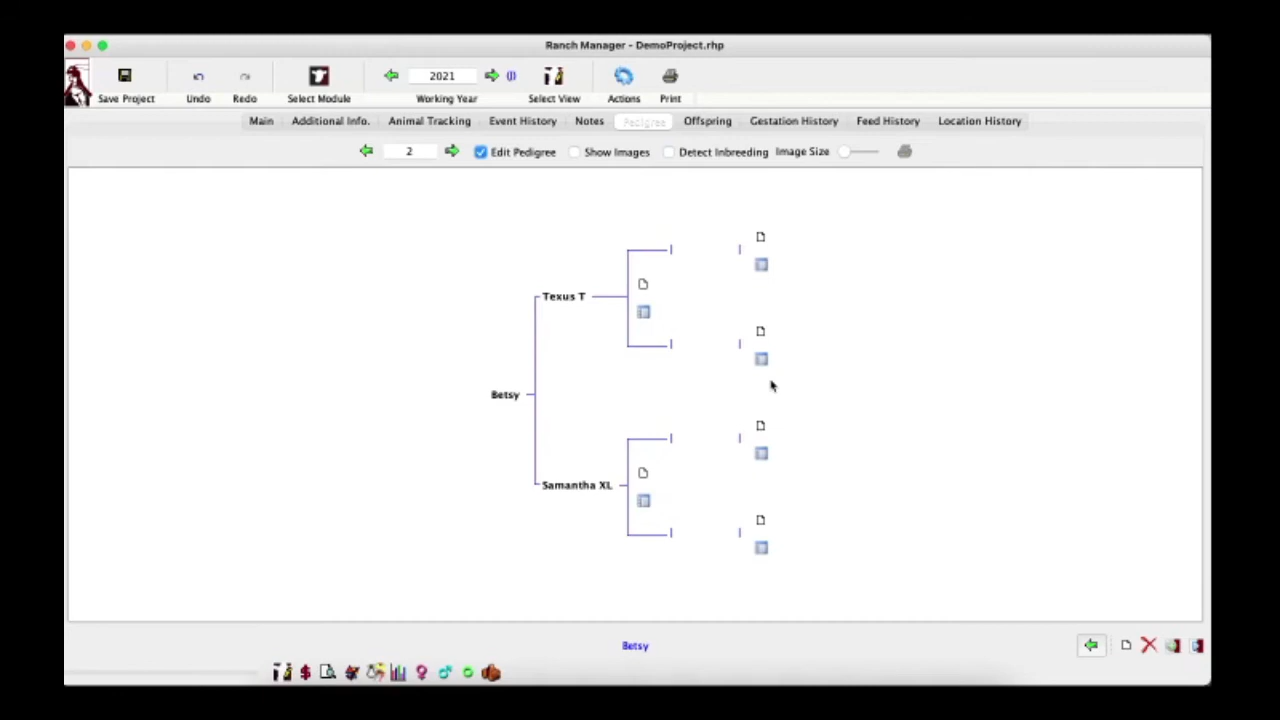 Ranch Manager - DemoProject.rhp
2021
Save Project Undo Redo Select Module Working Year Select View Actions Print
Main Additional Info. Animal Tracking Event History Notes Pedigree Offspring Gestation History Feed History Location History
2 Edit Pedigree Show Images Detect Inbreeding Image Size
Texus T
Betsy
Samantha XL
Betsy